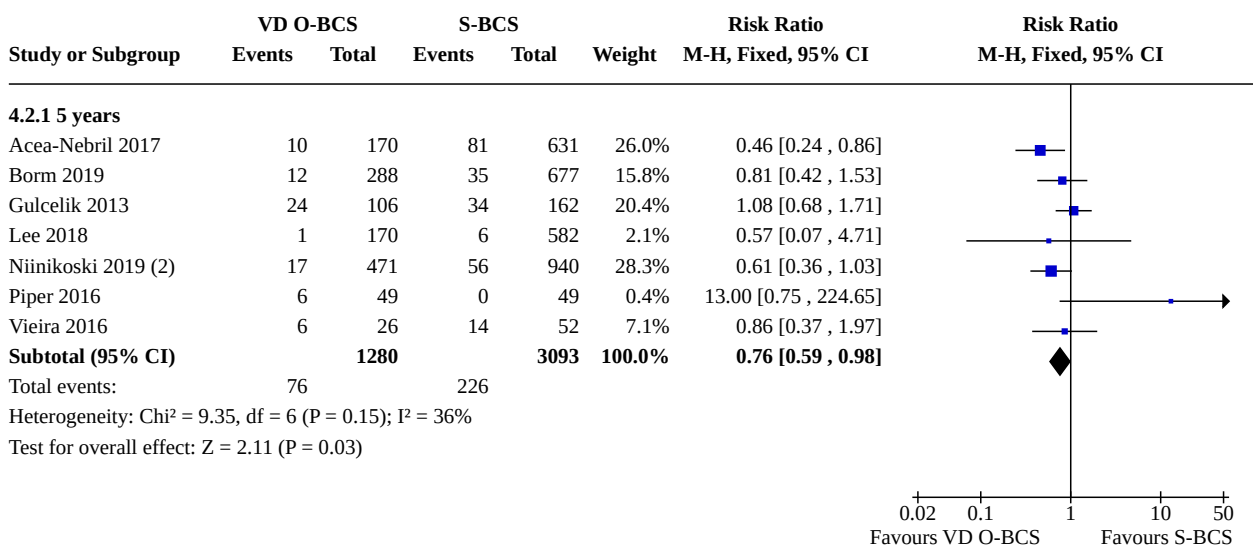 VD O-BCS S-BCS Risk Ratio Risk Ratio
Study or Subgroup Events Total Events Total Weight M-H, Fixed, 95% CI M-H, Fixed, 95% CI
4.2.1 5 years
Acea-Nebril 2017 10 170 81 631 26.0% 0.46 [0.24 , 0.86]
Borm 2019 12 288 35 677 15.8% 0.81 [0.42 , 1.53]
Gulcelik 2013 24 106 34 162 20.4% 1.08 [0.68 , 1.71]
Lee 2018 1 170 6 582 2.1% 0.57 [0.07 , 4.71]
Niinikoski 2019 (2) 17 471 56 940 28.3% 0.61 [0.36 , 1.03]
Piper 2016 6 49 0 49 0.4% 13.00 [0.75 , 224.65]
Vieira 2016 6 26 14 52 7.1% 0.86 [0.37 , 1.97]
Subtotal (95% CI) 1280 3093 100.0% 0.76 [0.59 , 0.98]
Total events: 76 226
Heterogeneity: Chi² = 9.35, df = 6 (P = 0.15); I² = 36%
Test for overall effect: Z = 2.11 (P = 0.03)
0.02 0.1 1 10 50
Favours VD O-BCS Favours S-BCS